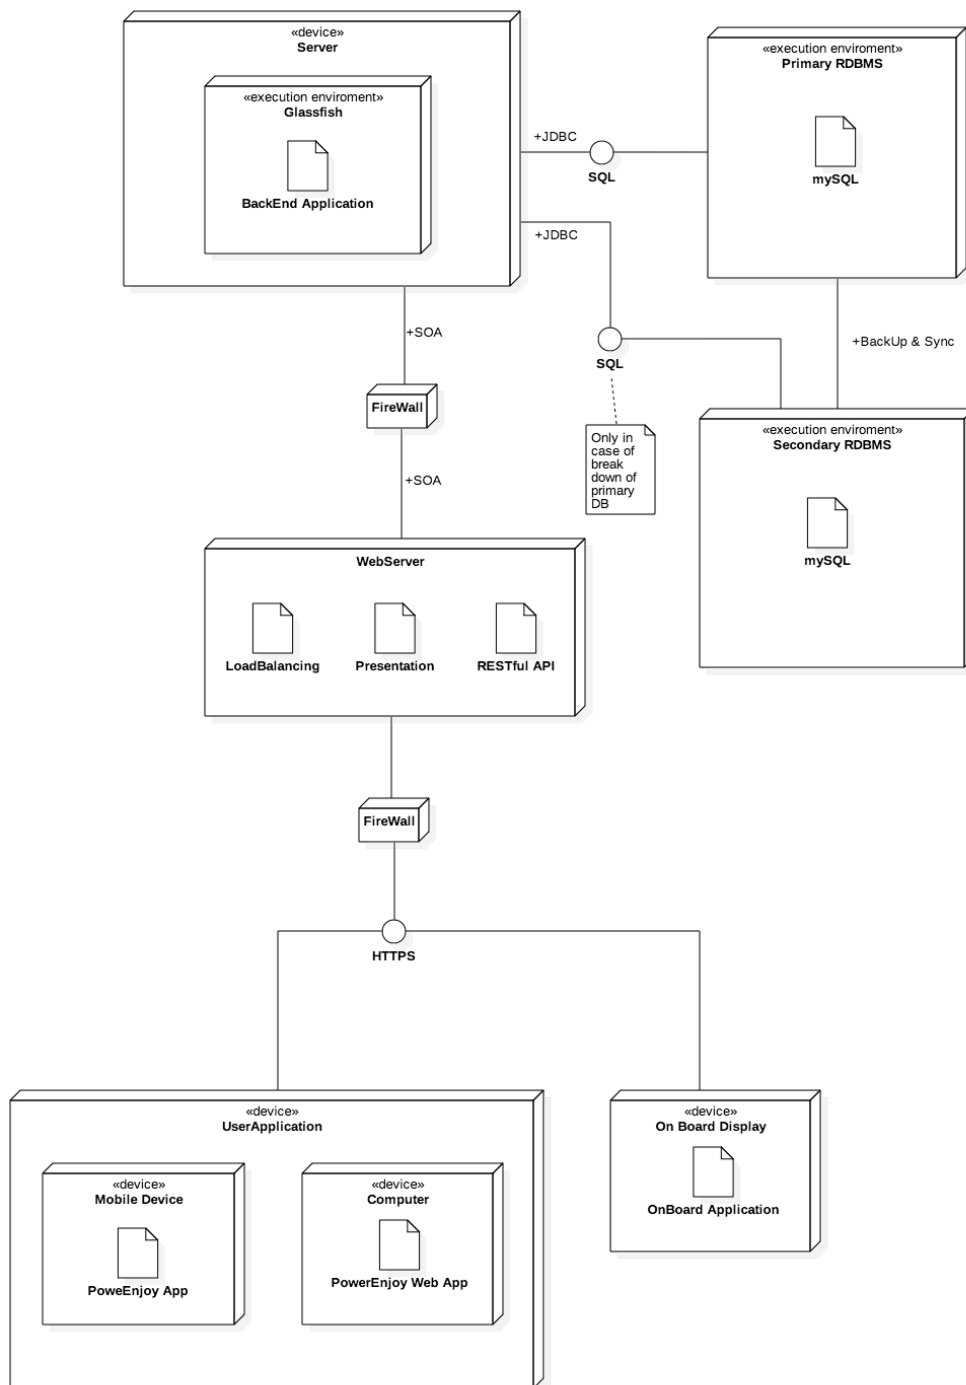 «device»
Server
«execution enviroment»
Glassfish
BackEnd Application
«execution enviroment»
Primary RDBMS
mySQL
+JDBC
SQL
+JDBC
SQL
+SOA
+BackUp & Sync
FireWall
Only in
case of
break
down of
primary
DB
«execution enviroment»
Secondary RDBMS
mySQL
+SOA
WebServer
LoadBalancing
Presentation
RESTful API
FireWall
HTTPS
«device»
UserApplication
«device»
Mobile Device
PoweEnjoy App
«device»
Computer
PowerEnjoy Web App
«device»
On Board Display
OnBoard Application